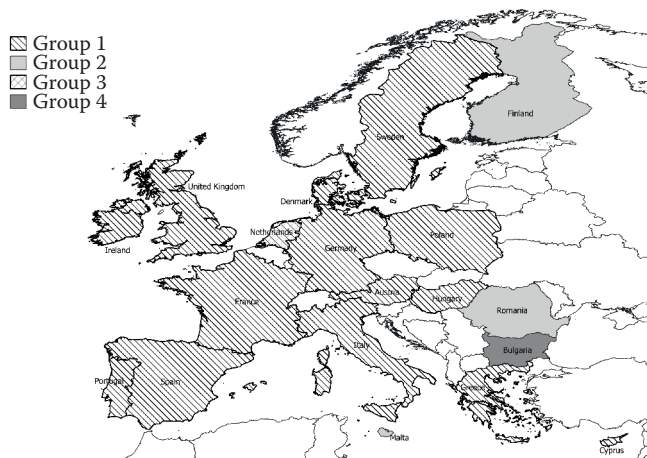 Group 1
Group 2
Group 3
Group 4
Finland
Sweden
United Kingdom
Denmark
Ireland
Netherlands
Poland
Germany
Austria
Hungary
France
Romania
Italy
Bulgaria
Portugal
Spain
Greece
Malta
Cyprus